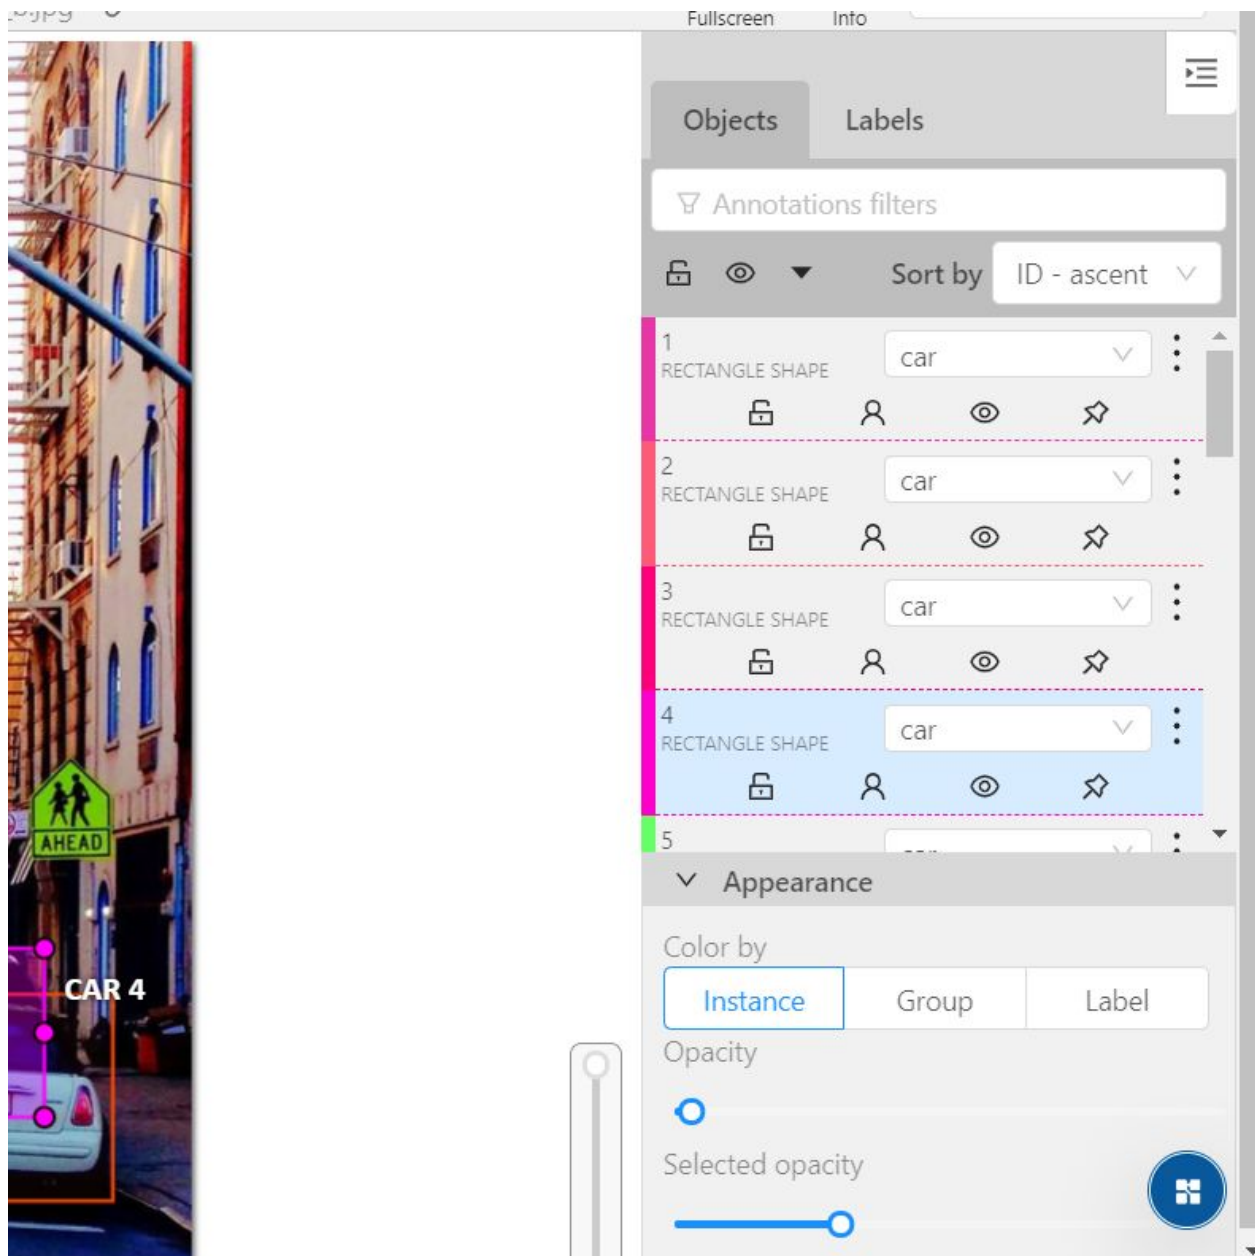 Fullscreen
Info
Objects
Labels
Annotations filters
Sort by
ID - ascent
1
RECTANGLE SHAPE
car
2
RECTANGLE SHAPE
car
3
RECTANGLE SHAPE
car
4
RECTANGLE SHAPE
car
5
AHEAD
CAR 4
Appearance
Color by
Instance
Group
Label
Opacity
Selected opacity